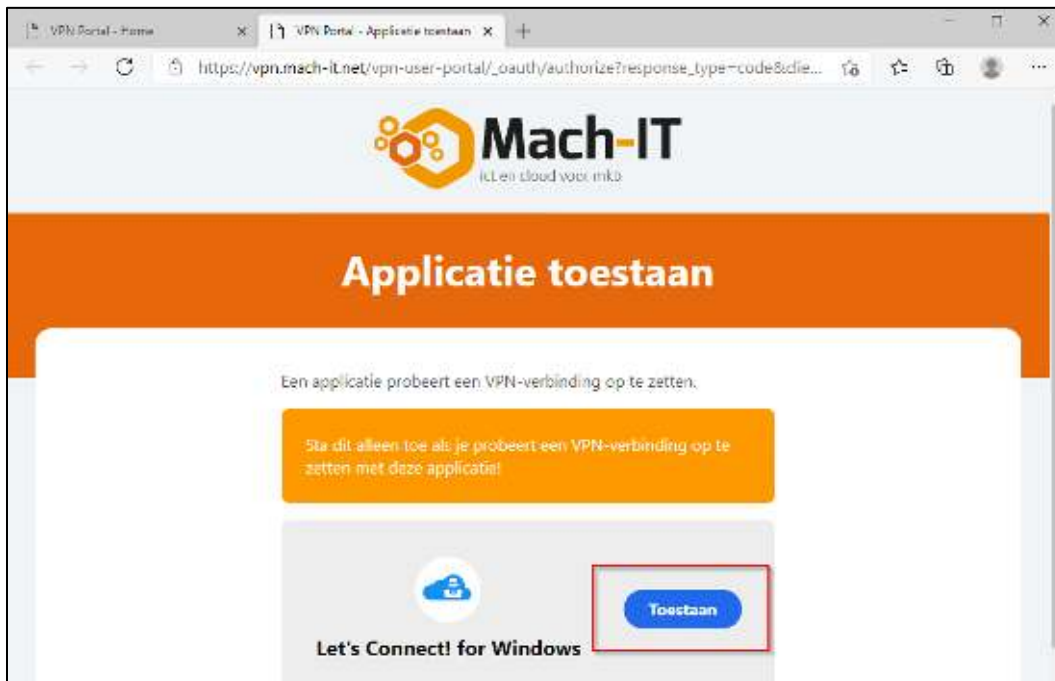 VPN Portal - Home
VPN Portal - Applicatie toestaan
https://vpn.mach-it.net/vpn-user-portal/_oauth/authorize?response_type=code&clie...
Mach-IT
ict en cloud voor mkb
Applicatie toestaan
Een applicatie probeert een VPN-verbinding op te zetten.
Sta dit alleen toe als je probeert een VPN-verbinding op te
zetten met deze applicatie!
Toestaan
Let's Connect! for Windows